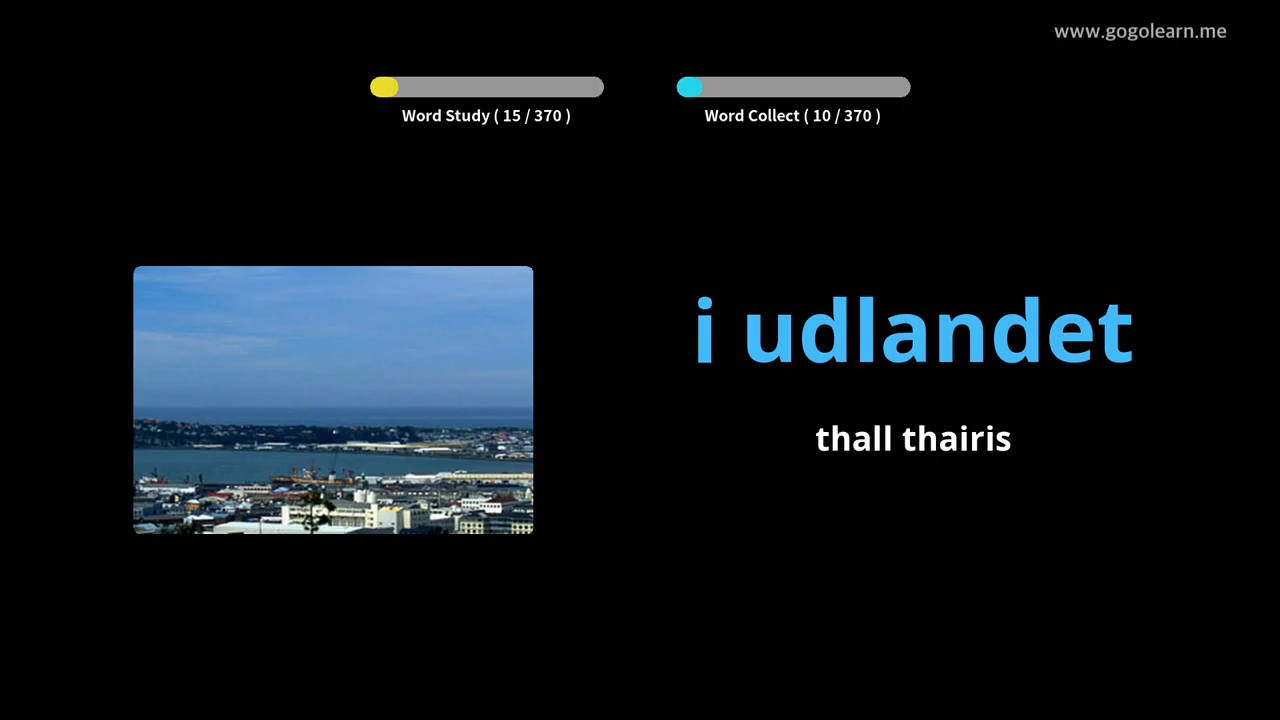 www.gogolearn.me
Word Study ( 15 / 370 )
Word Collect ( 10 / 370 )
i udlandet
thall thairis